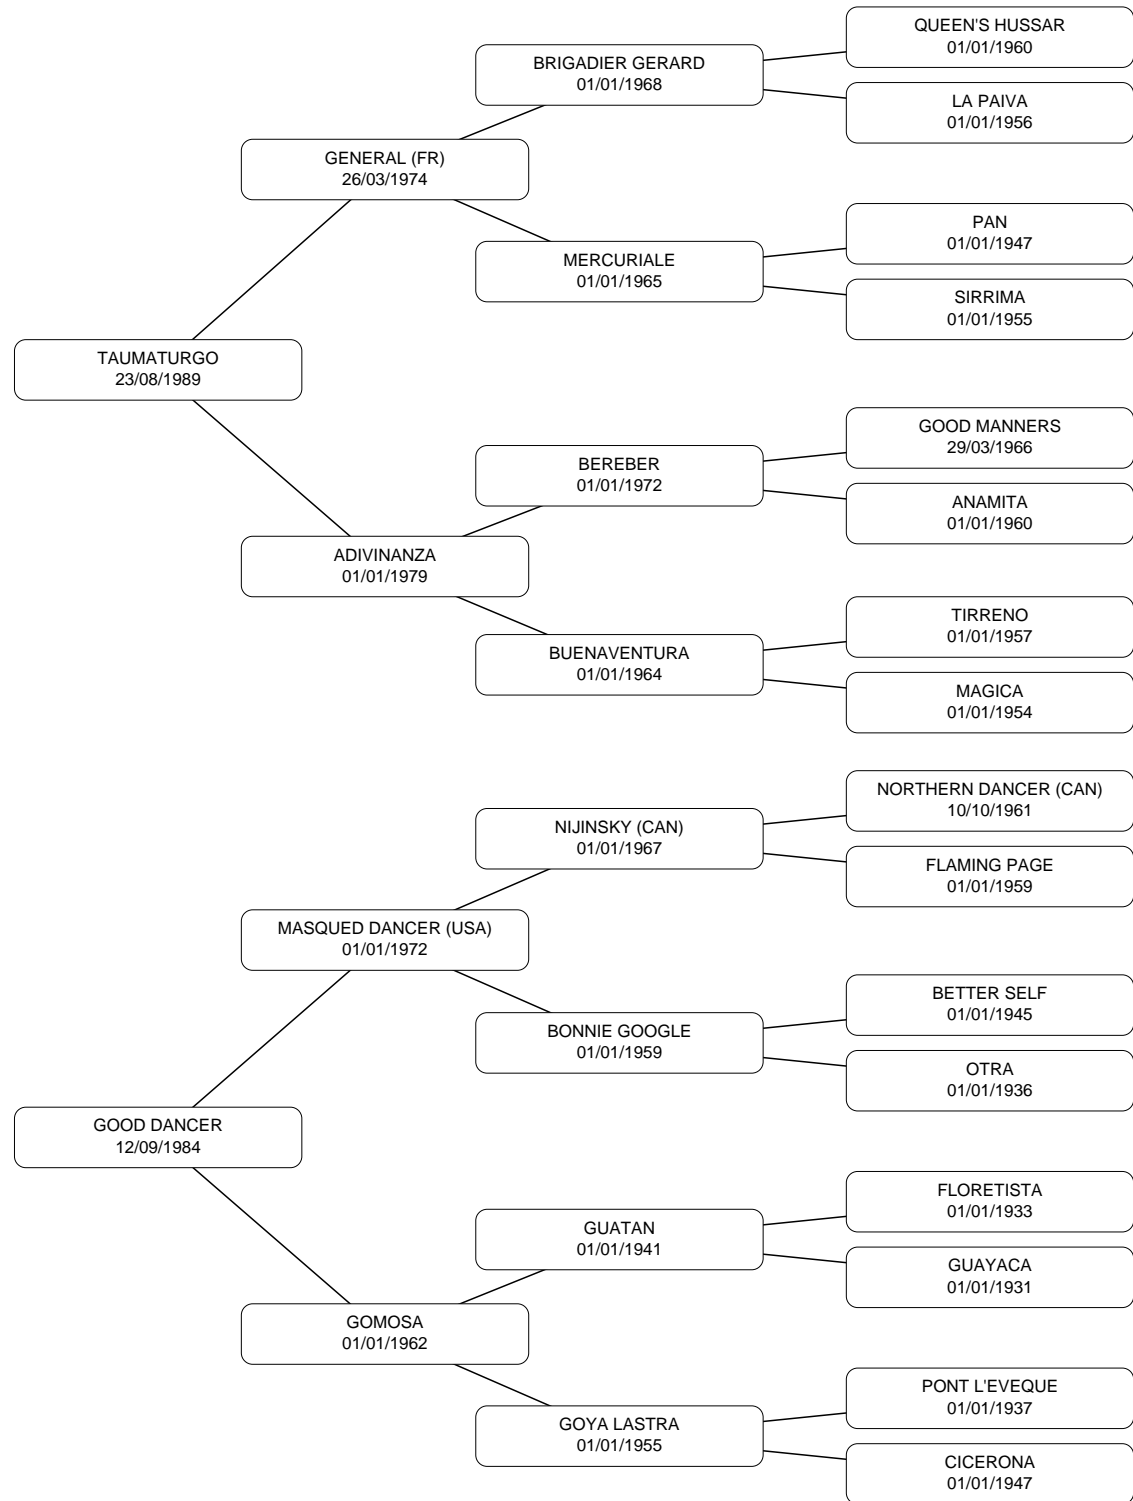 QUEEN'S HUSSAR
01/01/1960
BRIGADIER GERARD
01/01/1968
LA PAIVA
01/01/1956
GENERAL (FR)
26/03/1974
PAN
01/01/1947
MERCURIALE
01/01/1965
SIRRIMA
01/01/1955
TAUMATURGO
23/08/1989
GOOD MANNERS
29/03/1966
BEREBER
01/01/1972
ANAMITA
01/01/1960
ADIVINANZA
01/01/1979
TIRRENO
01/01/1957
BUENAVENTURA
01/01/1964
MAGICA
01/01/1954
NORTHERN DANCER (CAN)
10/10/1961
NIJINSKY (CAN)
01/01/1967
FLAMING PAGE
01/01/1959
MASQUED DANCER (USA)
01/01/1972
BETTER SELF
01/01/1945
BONNIE GOOGLE
01/01/1959
OTRA
01/01/1936
GOOD DANCER
12/09/1984
FLORETISTA
01/01/1933
GUATAN
01/01/1941
GUAYACA
01/01/1931
GOMOSA
01/01/1962
PONT L'EVEQUE
01/01/1937
GOYA LASTRA
01/01/1955
CICERONA
01/01/1947